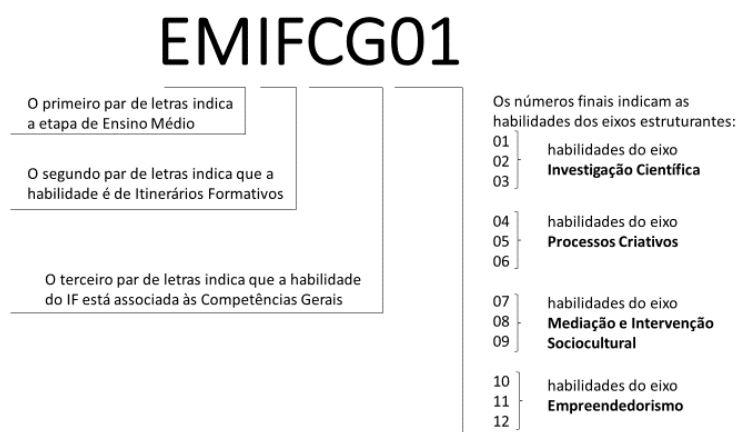 EMIFCG01
O primeiro par de letras indica
a etapa de Ensino Médio
O segundo par de letras indica que a
habilidade é de Itinerários Formativos
O terceiro par de letras indica que a habilidade
do IF está associada às Competências Gerais
Os números finais indicam as
habilidades dos eixos estruturantes:
01
02
03
habilidades do eixo
Investigação Científica
04
05
06
habilidades do eixo
Processos Criativos
07
08
09
habilidades do eixo
Mediação e Intervenção
Sociocultural
10
11
12
habilidades do eixo
Empreendedorismo